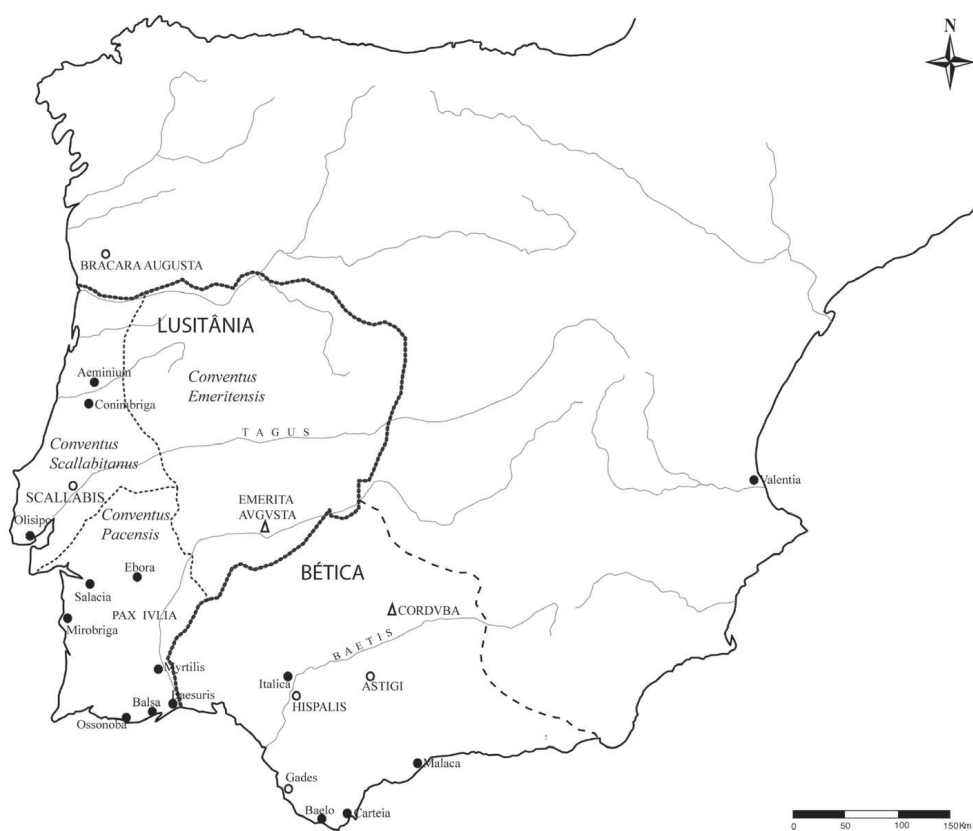 N
BRACARA AUGUSTA
LUSITÂNIA
Aeminium
Conventus
Emeritensis
Conimbriga
TAGUS
Conventus
Scallabitanus
Valentia
SCALLABIS
EMERITA
AVGVSTA
Conventus
Pacensis
Olisipo
Ebora
BÉTICA
Salacia
CORDVBA
PAX IVLIA
Mirobriga
BAETIS
Myrtilis
Italica
ASTIGI
HISPALIS
Baesuris
Balsa
Ossonoba
Malaca
Gades
Baelo
Carteia
0 50 100 150Km